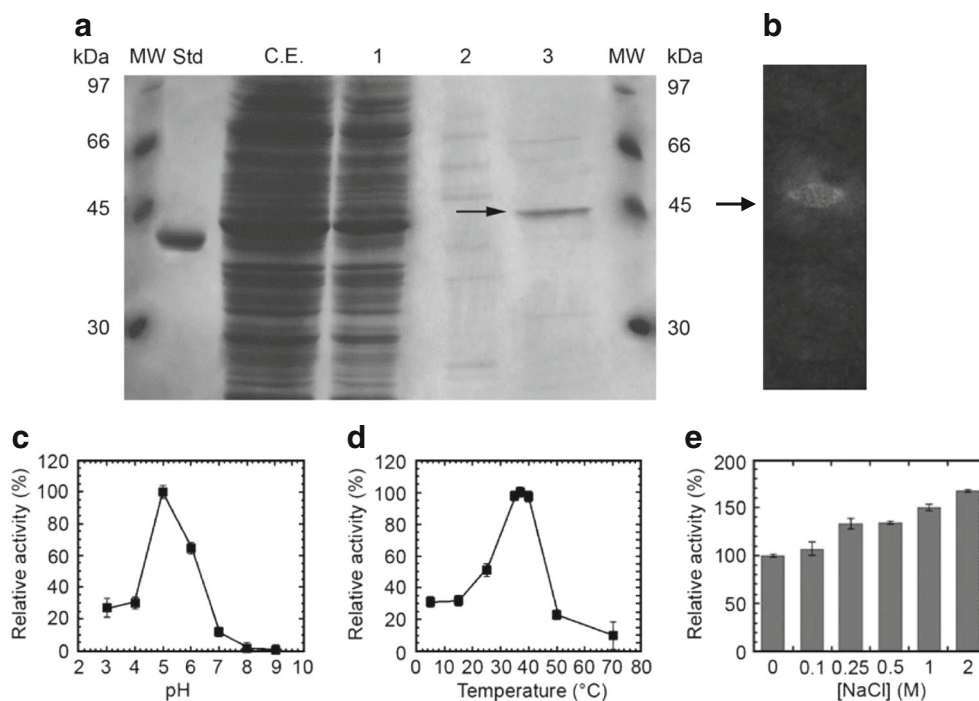 a
b
kDa MW Std C.E. 1 2 3 MW kDa
97 97
66 66
45 45
30 30
c
Relative activity (%)
120
100
80
60
40
20
0
2 3 4 5 6 7 8 9 10
pH
d
Relative activity (%)
120
100
80
60
40
20
0
0 10 20 30 40 50 60 70 80
Temperature (°C)
e
Relative activity (%)
200
150
100
50
0
0 0.1 0.25 0.5 1 2
[NaCl] (M)